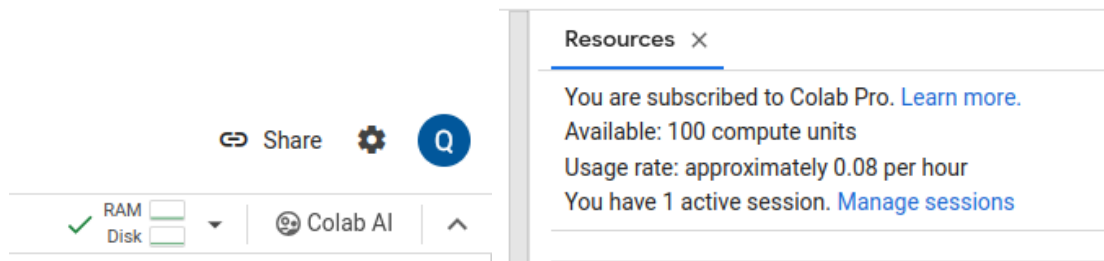 Share
Q
RAM
Disk
Colab AI
Resources
You are subscribed to Colab Pro. Learn more.
Available: 100 compute units
Usage rate: approximately 0.08 per hour
You have 1 active session. Manage sessions